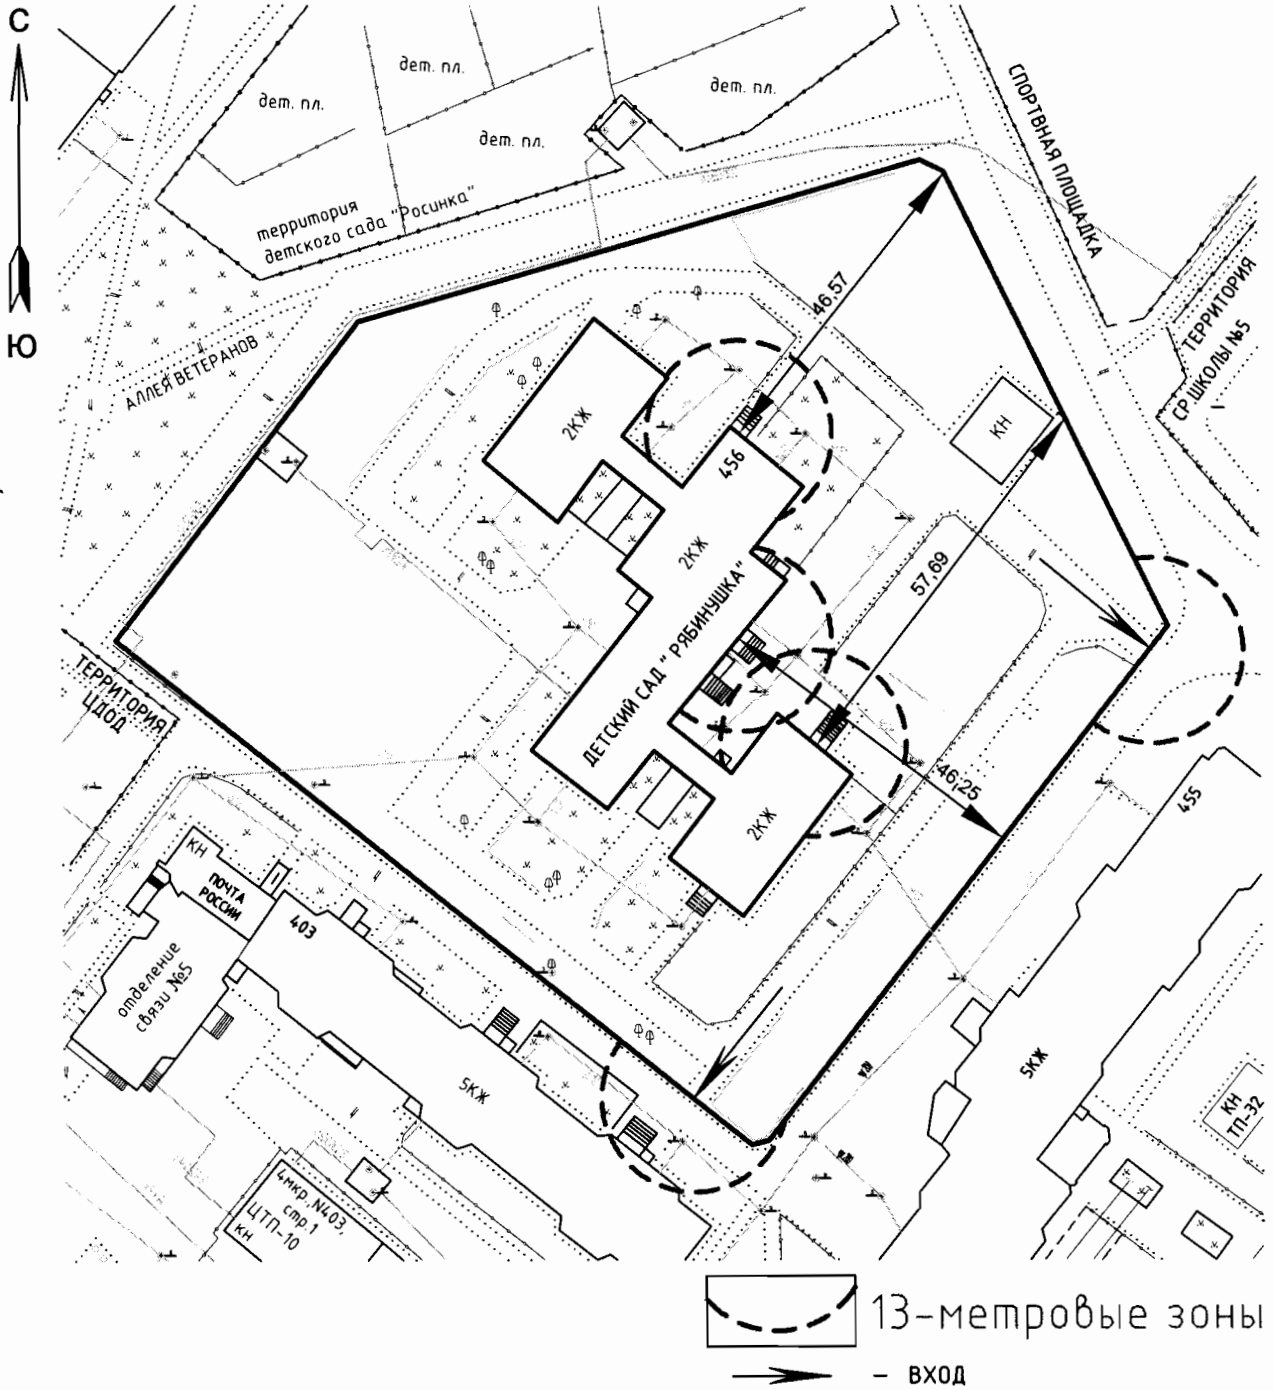 С
Ю
дет. пл.
дет. пл.
дет. пл.
дет. пл.
территория
детского сада "Росинка"
СПОРТВНАЯ ПЛОЩАДКА
ТЕРРИТОРИЯ
СР ШКОЛЫ №5
АЛЛЕЯ ВЕТЕРАНОВ
46,57
2КЖ
456
КН
2КЖ
57,69
ДЕТСКИЙ САД " РЯБИНУШКА"
ТЕРРИТОРИЯ
ЦДОД
46,25
2КЖ
455
КН
ПОЧТА
РОССИИ
403
отделение
связи №5
5КЖ
5КЖ
КН
ТП-32
4мкр.,N403,
стр.1
ЦТП-10
КН
13-метровые зоны
- ВХОД